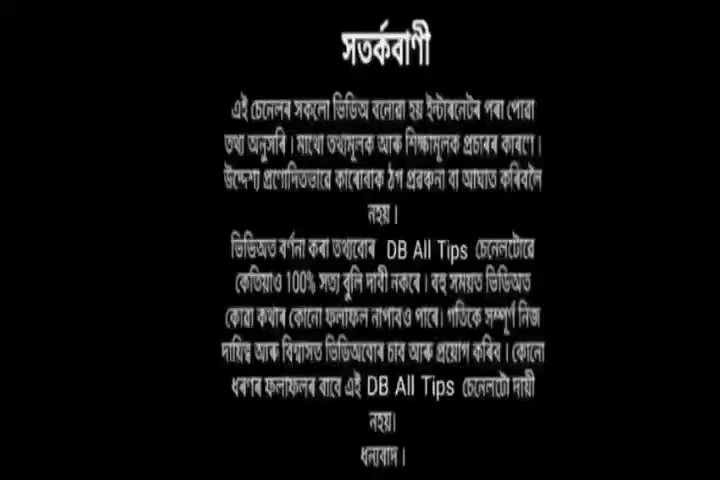 সতৰ্কবাণী
এই চেনেলৰ সকলো ভিডিঅ বনোৱা হয় ইন্টাৰনেটৰ পৰা পোৱা
তথ্য অনুসৰি । মাথো তথ্যমূলক আৰু শিক্ষামূলক প্ৰচাৰৰ কাৰণে ।
উদ্দেশ্য প্ৰণোদিতভাৱে কাৰোবাক ঠগ প্ৰৱঞ্চনা বা আঘাত কৰিবলৈ
নহয় ।
ভিডিঅত বৰ্ণনা কৰা তথ্যবোৰ DB All Tips চেনেলটোৱে
কেতিয়াও 100% সত্য বুলি দাবী নকৰে । বহু সময়ত ভিডিঅত
কোৱা কথাৰ কোনো ফলাফল নাপাবও পাৰে। গতিকে সম্পূৰ্ণ নিজ
দায়িত্ব আৰু বিশ্বাসত ভিডিঅবোৰ চাব আৰু প্ৰয়োগ কৰিব । কোনো
ধৰণৰ ফলাফলৰ বাবে এই DB All Tips চেনেলটো দায়ী
নহয়।
ধন্যবাদ ।